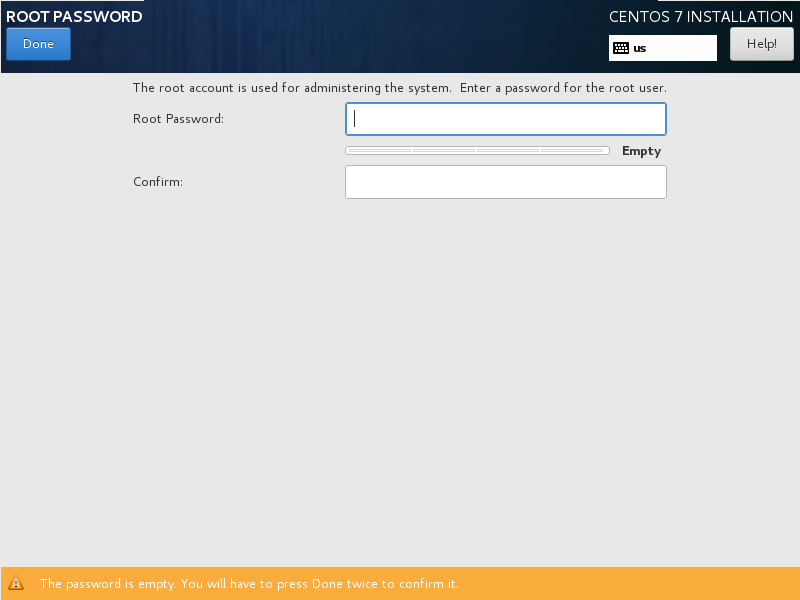 ROOT PASSWORD
CENTOS 7 INSTALLATION
Done
us
Help!
The root account is used for administering the system.  Enter a password for the root user.
Root Password:
Empty
Confirm:
The password is empty. You will have to press Done twice to confirm it.